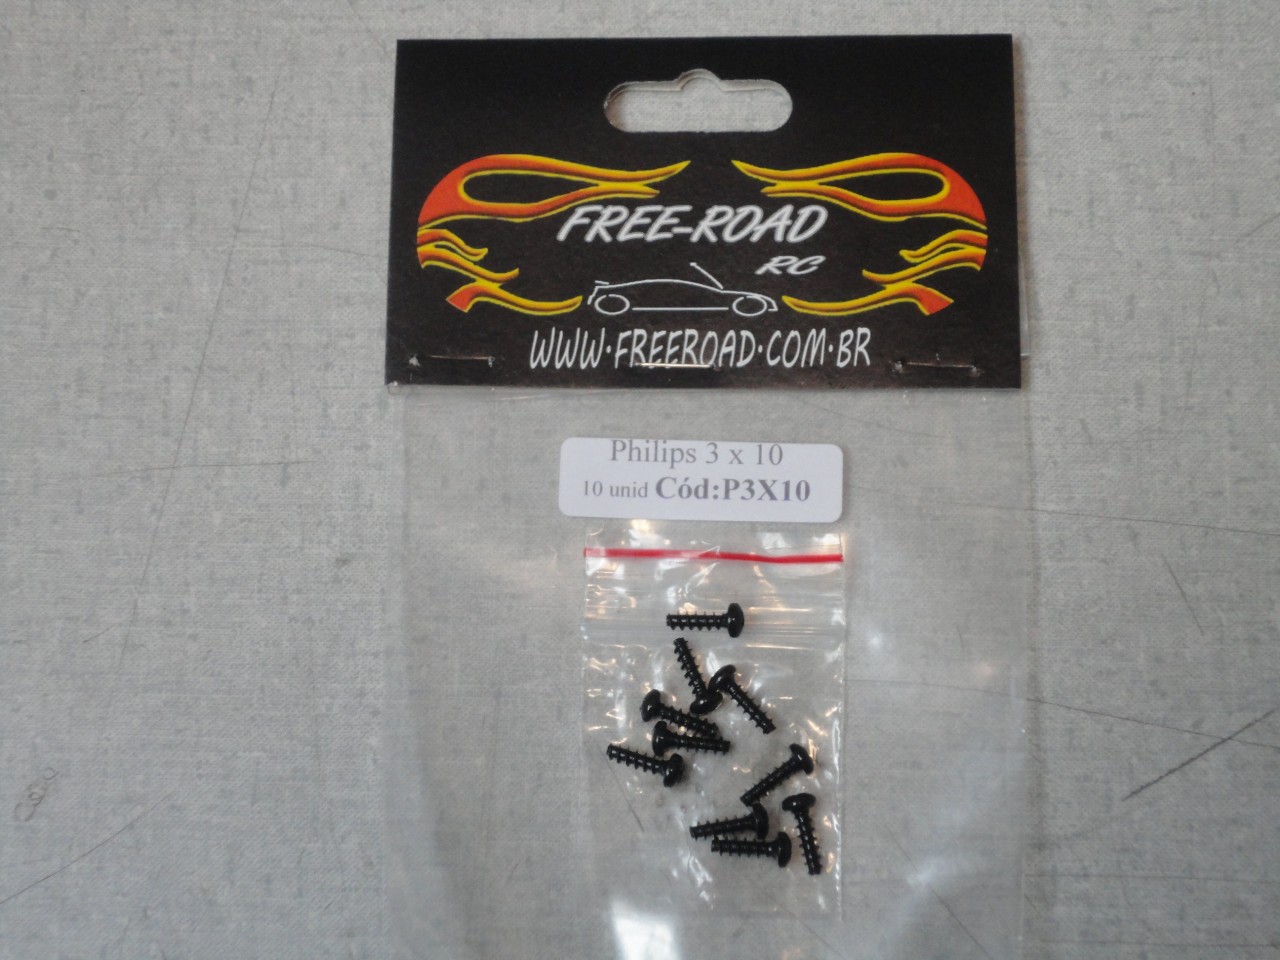 FREE-ROAD
RC
WWW.FREEROAD.COM.BR
Philips 3 x 10
10 unid Cód:P3X10